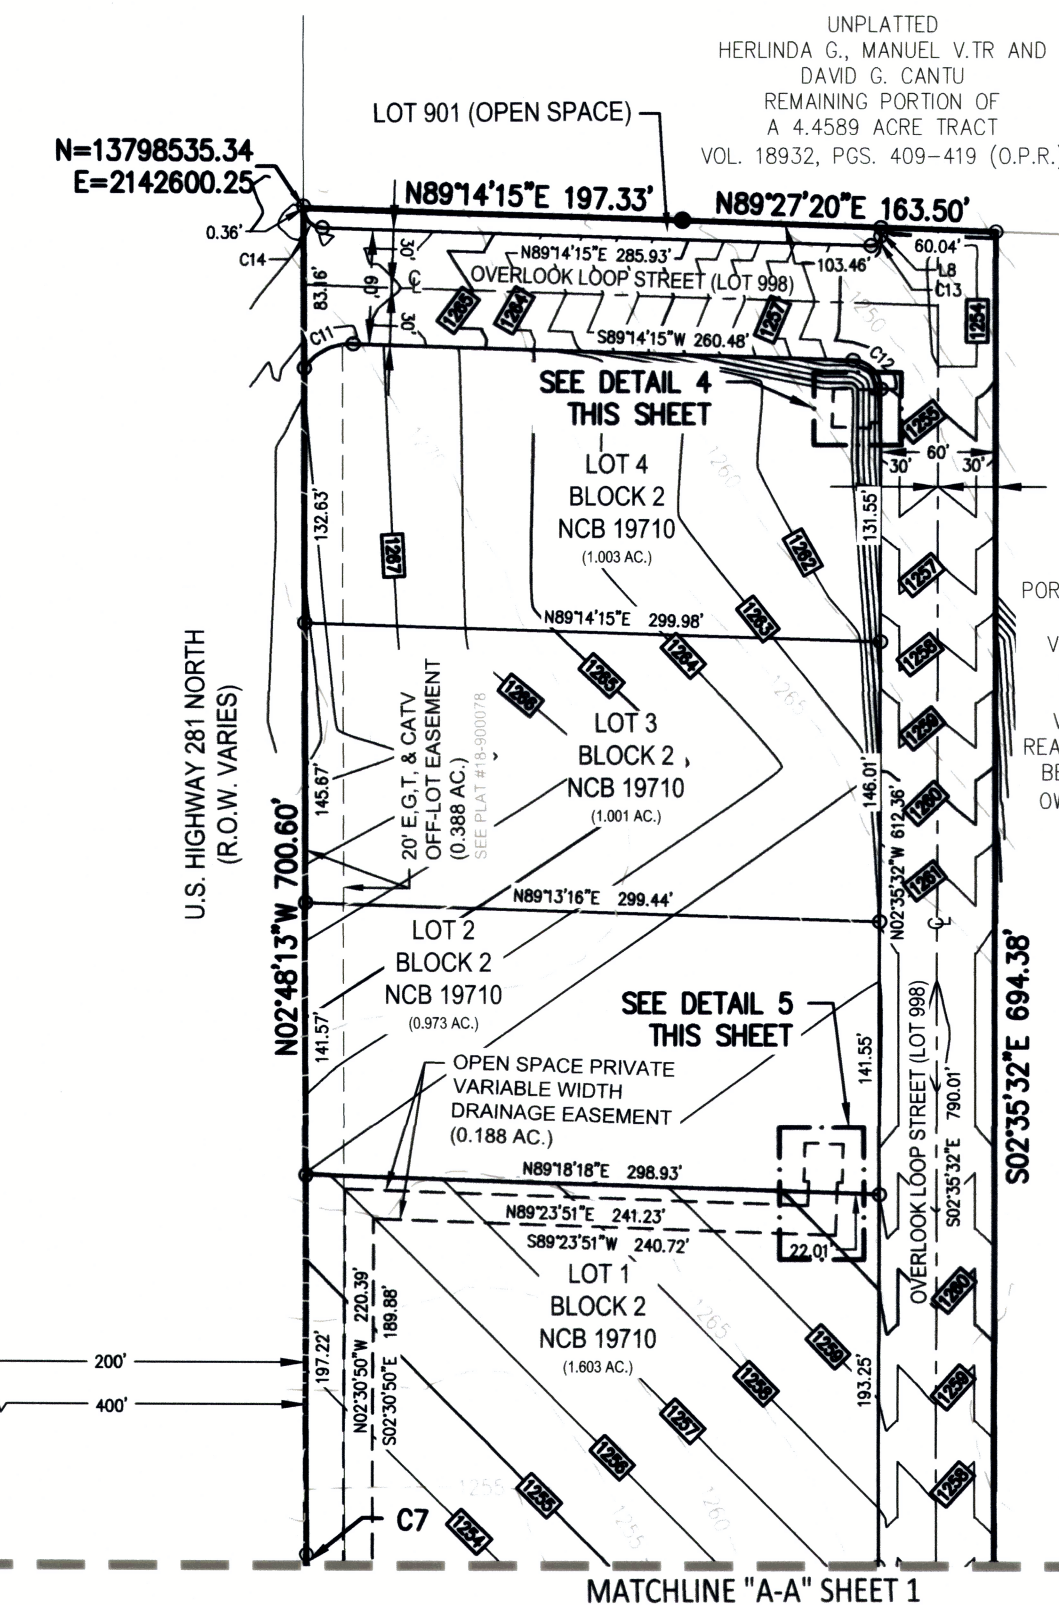 UNPLATTED
HERLINDA G., MANUEL V.TR AND
DAVID G. CANTU
REMAINING PORTION OF
A 4.4589 ACRE TRACT
VOL. 18932, PGS. 409-419 (O.P.R.)
LOT 901 (OPEN SPACE)
N=13798535.34
E=2142600.25
N89°14'15"E 197.33'
N89°27'20"E 163.50'
0.36'
C14
83.16'
30'
60'
30'
N89°14'15"E 285.93'
103.46'
60.04'
L8
C13
OVERLOOK LOOP STREET (LOT 998)
1265
1264
1257
1250
1254
S89°14'15"W 260.48'
C11
C12
SEE DETAIL 4
THIS SHEET
1255
60'
30'
30'
LOT 4
BLOCK 2
NCB 19710
(1.003 AC.)
1260
132.63'
131.55'
1267
1262
1257
POR
N89°14'15"E 299.98'
1263
1264
1258
V
1265
1266
1265
U.S. HIGHWAY 281 NORTH
(R.O.W. VARIES)
20' E,G,T, & CATV
OFF-LOT EASEMENT
(0.388 AC.)
SEE PLAT #18-900078
LOT 3
BLOCK 2
NCB 19710
(1.001 AC.)
1259
V
REA
BE
OW
1260
145.67'
146.01'
N02°35'32"W 612.36'
1261
N02°48'13"W 700.60'
N89°13'16"E 299.44'
LOT 2
BLOCK 2
NCB 19710
(0.973 AC.)
SEE DETAIL 5
THIS SHEET
141.57'
141.55'
OVERLOOK LOOP STREET (LOT 998)
S02°35'32"E 790.01'
S02°35'32"E 694.38'
OPEN SPACE PRIVATE
VARIABLE WIDTH
DRAINAGE EASEMENT
(0.188 AC.)
N89°18'18"E 298.93'
N89°23'51"E 241.23'
S89°23'51"W 240.72'
22.01'
LOT 1
BLOCK 2
NCB 19710
(1.603 AC.)
1265
1260
197.22'
N02°30'50"W 220.39'
S02°30'50"E 189.88'
193.25'
1259
1258
1259
1257
1256
1258
1255
1255
1254
1255
1260
200'
400'
C7
MATCHLINE "A-A" SHEET 1